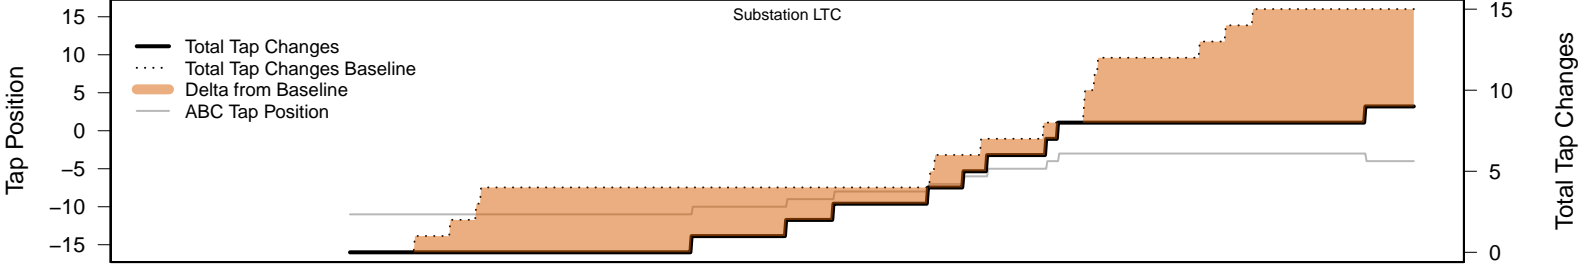 Substation LTC
Total Tap Changes
Total Tap Changes Baseline
Delta from Baseline
ABC Tap Position
Tap Position
15
10
5
0
−5
−10
−15
15
10
5
0
Total Tap Changes